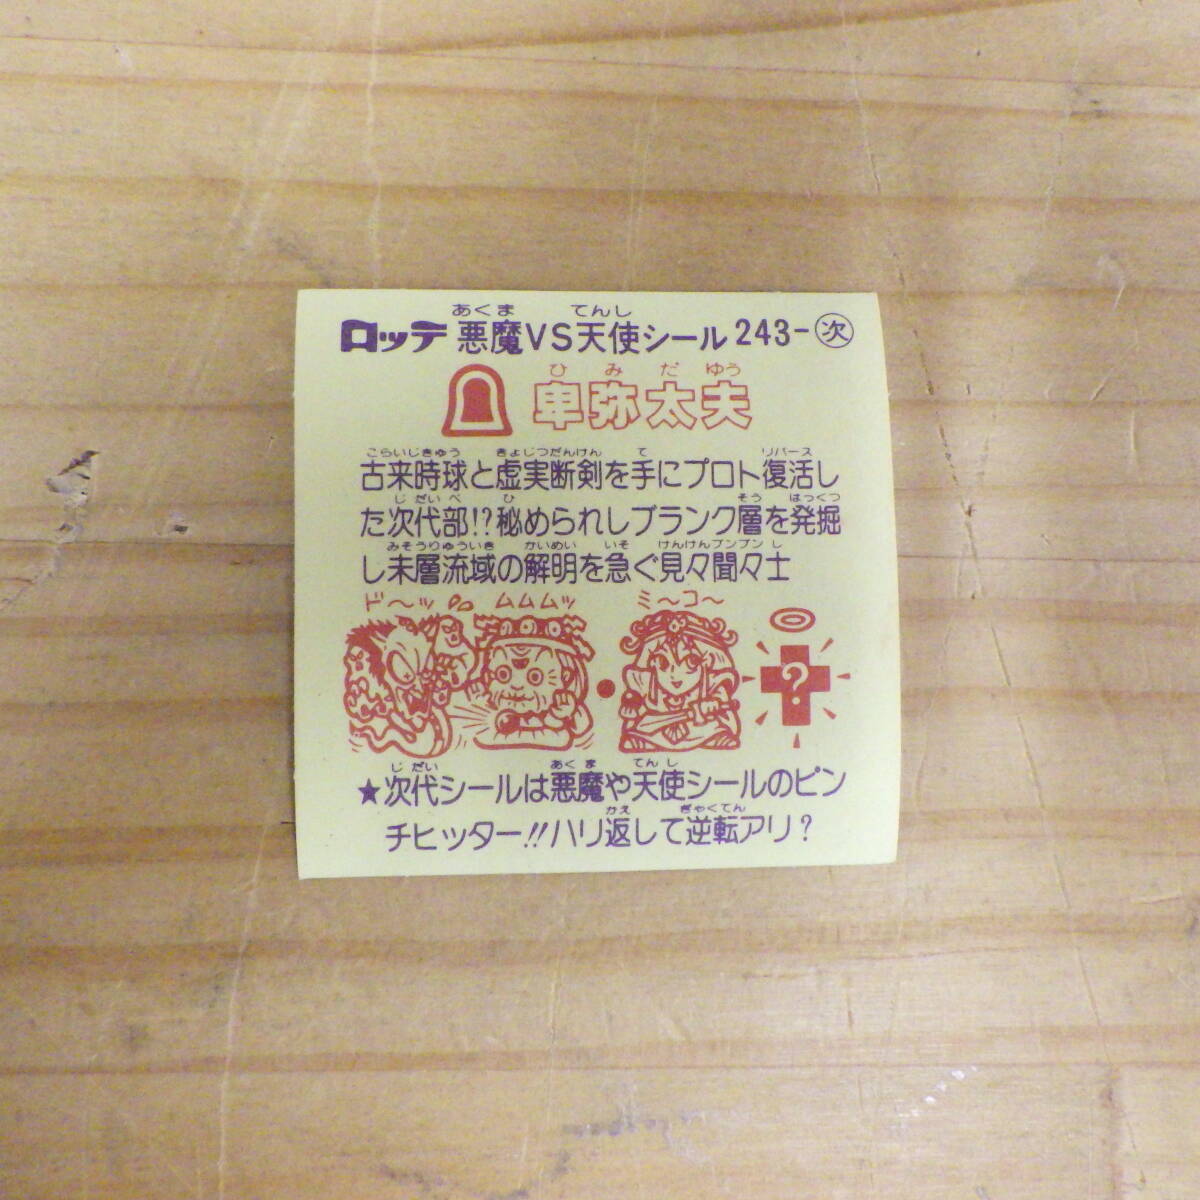 あくま てんし
ロッテ 悪魔VS天使シール 243-㊎次
ひみだゆう
卑弥太夫
こらいじきゅう きょじつだんけん て リバース
古来時球と虚実断剣を手にプロト復活し
じだいべ ひ そう はっくつ
た次代部!?秘められしブランク層を発掘
みそうりゅういき かいめい いそ けんけんブンブンし
し未層流域の解明を急ぐ見々聞々士
ド〜ッ ムムムッ ミ〜コ〜
?
じだい あくま てんし
★次代シールは悪魔や天使シールのピン
かえ ぎゃくてん
チヒッター!!ハリ返して逆転アリ?